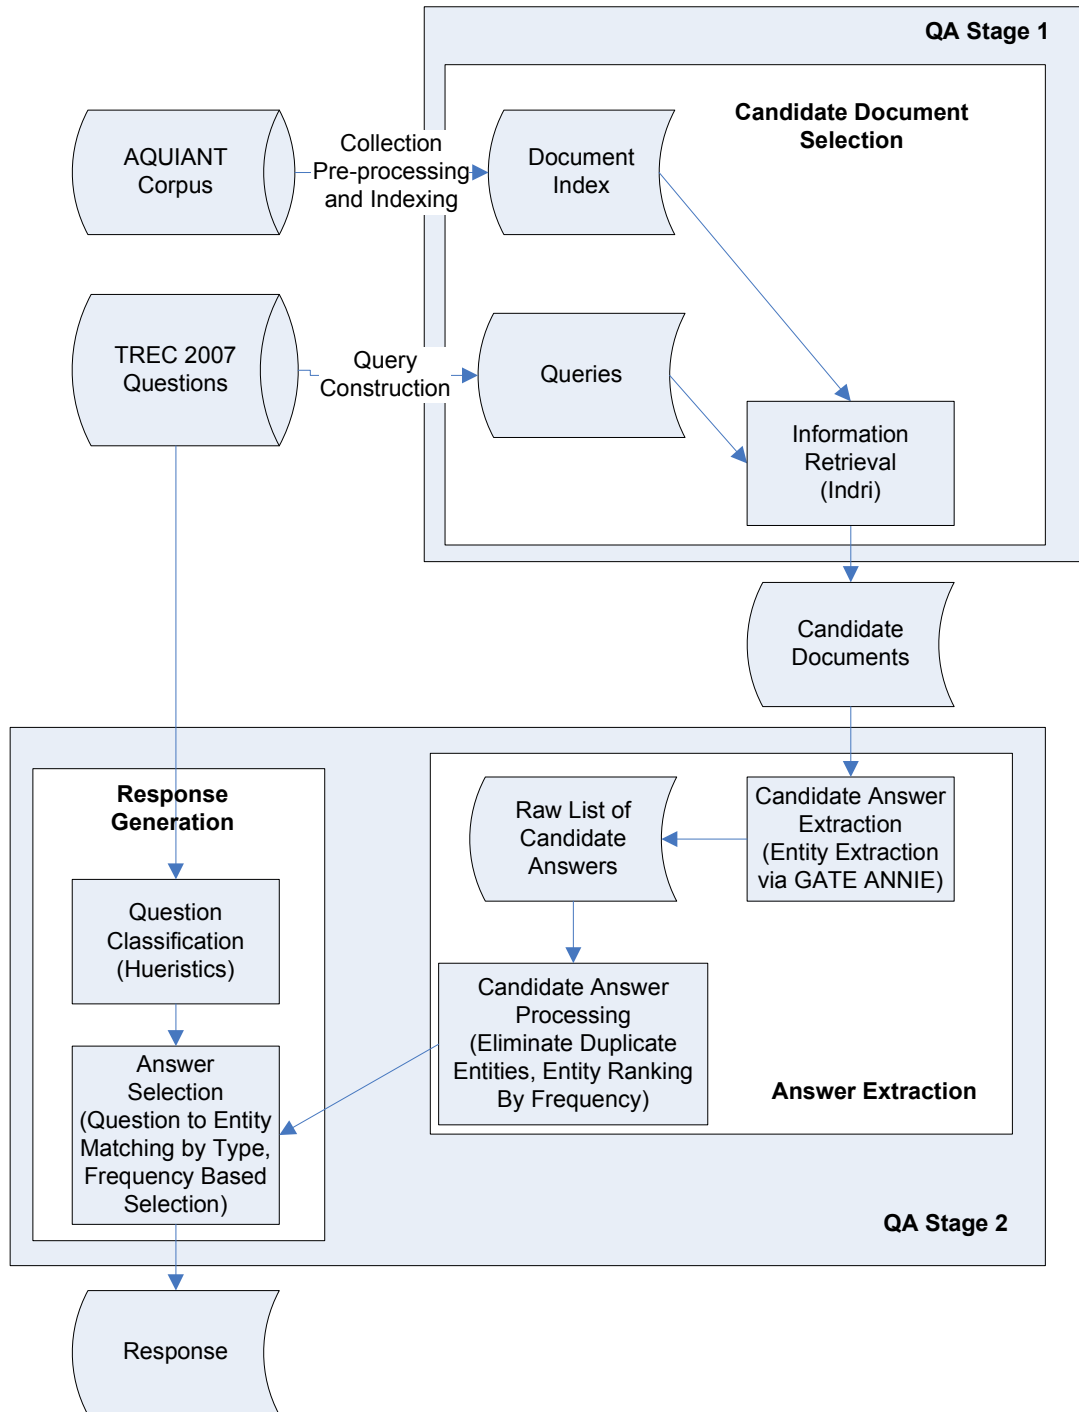 QA Stage 1
Candidate Document
Selection
AQUIANT
Corpus
Collection
Pre-processing
and Indexing
Document
Index
TREC 2007
Questions
Query
Construction
Queries
Information
Retrieval
(Indri)
Candidate
Documents
Response
Generation
Raw List of
Candidate
Answers
Candidate Answer
Extraction
(Entity Extraction
via GATE ANNIE)
Question
Classification
(Hueristics)
Candidate Answer
Processing
(Eliminate Duplicate
Entities, Entity Ranking
By Frequency)
Answer Extraction
Answer
Selection
(Question to Entity
Matching by Type,
Frequency Based
Selection)
QA Stage 2
Response